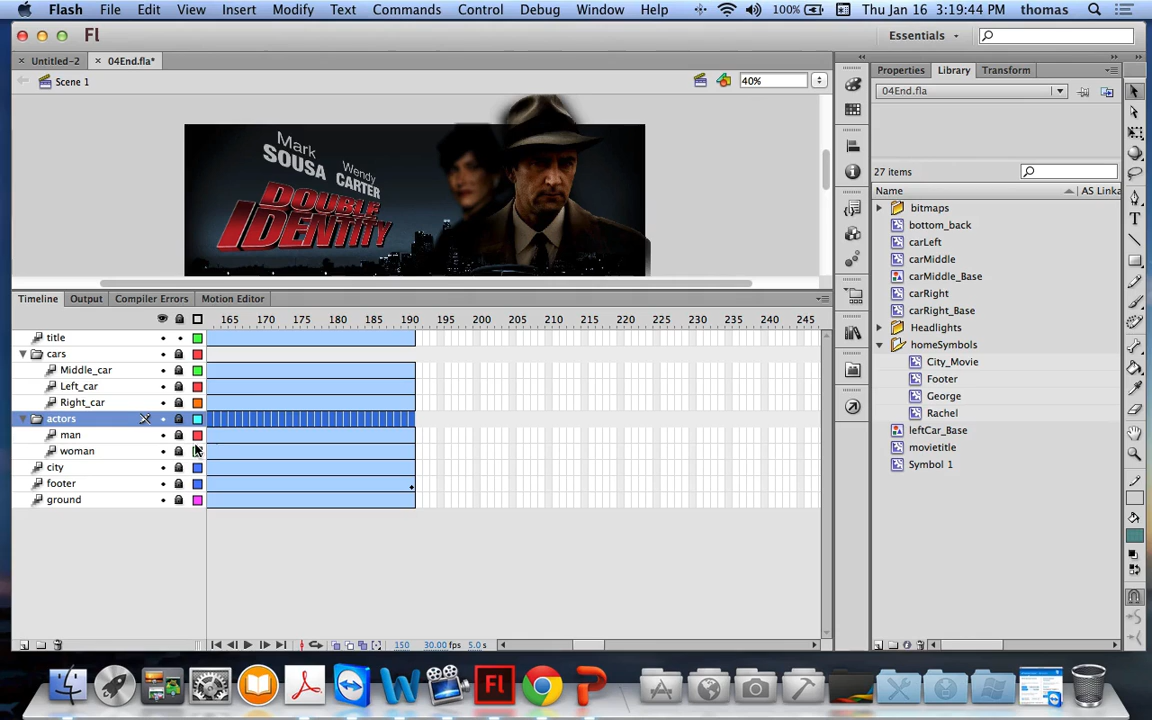 Flash File Edit View Insert Modify Text Commands Control Debug Window Help 100% Thu Jan 16 3:19:44 PM thomas
Fl Essentials
Untitled-2 04End.fla*
Properties Library Transform
Scene 1 40%
04End.fla
Mark
SOUSA
Wendy
CARTER
DOUBLE
IDENTITY
27 items
Name AS Linka
bitmaps
bottom_back
carLeft
carMiddle
carMiddle_Base
carRight
carRight_Base
Headlights
homeSymbols
City_Movie
Footer
George
Rachel
leftCar_Base
movietitle
Symbol 1
Timeline Output Compiler Errors Motion Editor
165 170 175 180 185 190 195 200 205 210 215 220 225 230 235 240 245
title
cars
Middle_car
Left_car
Right_car
actors
man
woman
city
footer
ground
150 30.00 fps 5.0 s
T
Fl